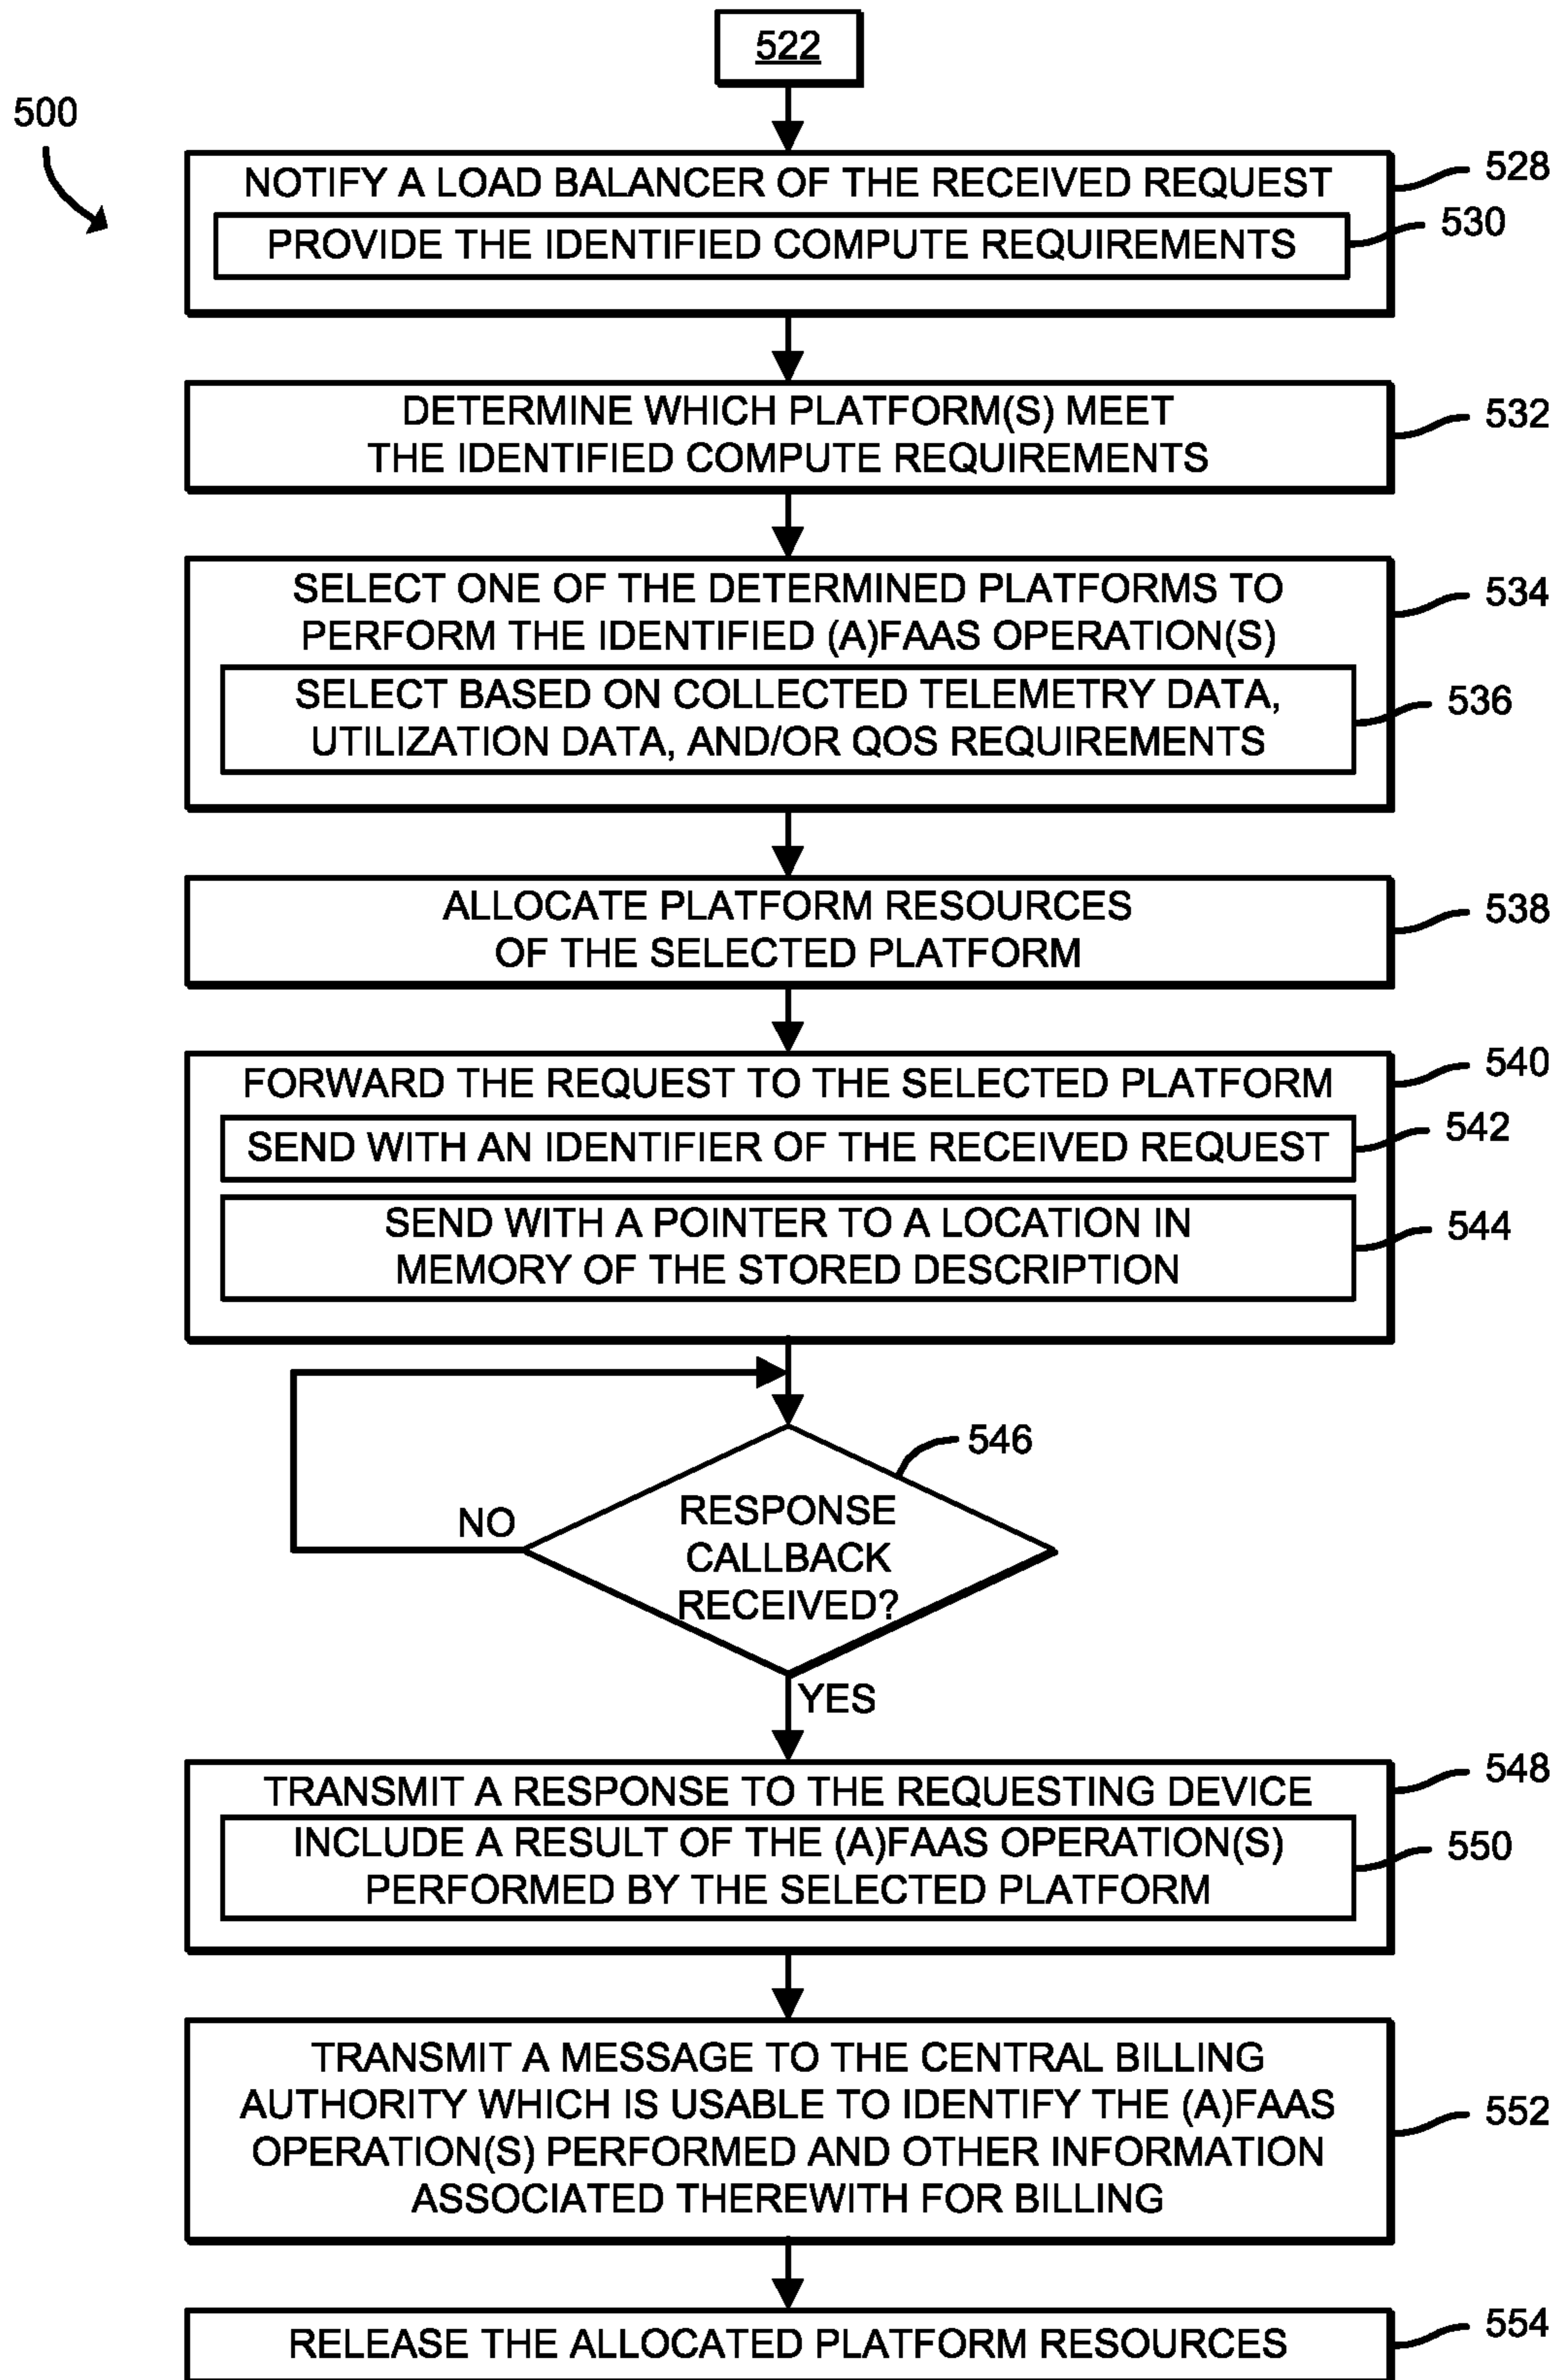 522
500
NOTIFY A LOAD BALANCER OF THE RECEIVED REQUEST
528
PROVIDE THE IDENTIFIED COMPUTE REQUIREMENTS
530
DETERMINE WHICH PLATFORM(S) MEET
THE IDENTIFIED COMPUTE REQUIREMENTS
532
SELECT ONE OF THE DETERMINED PLATFORMS TO
PERFORM THE IDENTIFIED (A)FAAS OPERATION(S)
534
SELECT BASED ON COLLECTED TELEMETRY DATA,
UTILIZATION DATA, AND/OR QOS REQUIREMENTS
536
ALLOCATE PLATFORM RESOURCES
OF THE SELECTED PLATFORM
538
FORWARD THE REQUEST TO THE SELECTED PLATFORM
540
SEND WITH AN IDENTIFIER OF THE RECEIVED REQUEST
542
SEND WITH A POINTER TO A LOCATION IN
MEMORY OF THE STORED DESCRIPTION
544
546
RESPONSE
CALLBACK
RECEIVED?
NO
YES
TRANSMIT A RESPONSE TO THE REQUESTING DEVICE
548
INCLUDE A RESULT OF THE (A)FAAS OPERATION(S)
PERFORMED BY THE SELECTED PLATFORM
550
TRANSMIT A MESSAGE TO THE CENTRAL BILLING
AUTHORITY WHICH IS USABLE TO IDENTIFY THE (A)FAAS
OPERATION(S) PERFORMED AND OTHER INFORMATION
ASSOCIATED THEREWITH FOR BILLING
552
RELEASE THE ALLOCATED PLATFORM RESOURCES
554